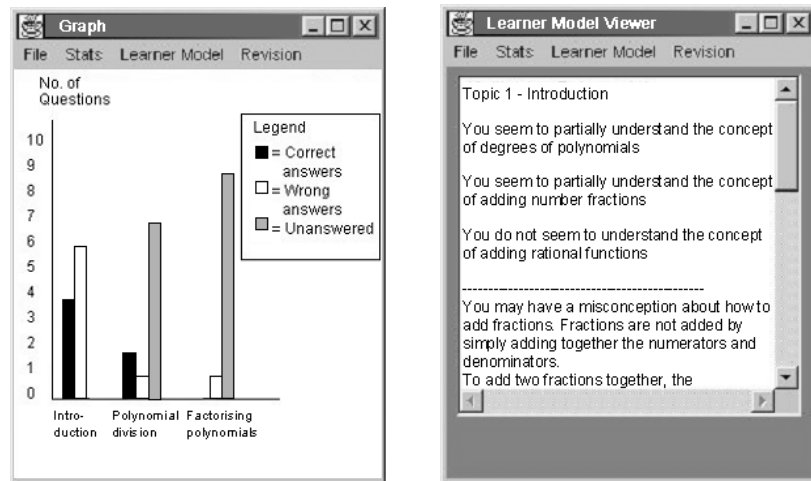 Graph
File Stats Learner Model Revision
No. of
Questions
10
9
8
7
6
5
4
3
2
1
0
Legend
= Correct
answers
= Wrong
answers
= Unanswered
Intro-
duction
Polynomial
division
Factorising
polynomials
Learner Model Viewer
File Stats Learner Model Revision
Topic 1 - Introduction
You seem to partially understand the concept
of degrees of polynomials
You seem to partially understand the concept
of adding number fractions
You do not seem to understand the concept
of adding rational functions
----------------------------------------------
You may have a misconception about how to
add fractions. Fractions are not added by
simply adding together the numerators and
denominators.
To add two fractions together, the